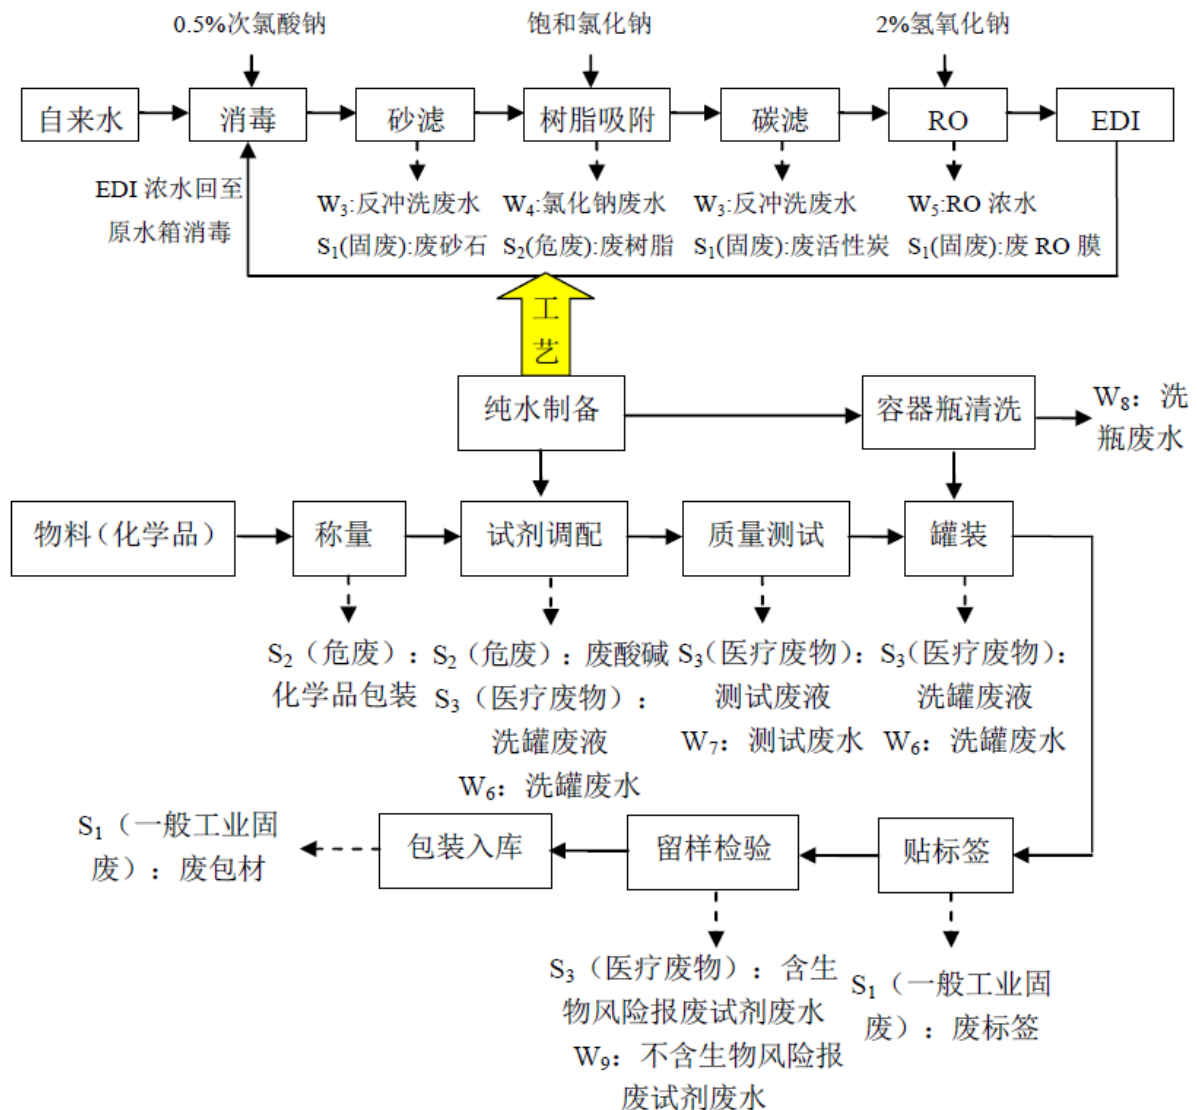 0.5%次氯酸钠
饱和氯化钠
2%氢氧化钠
自来水
消毒
砂滤
树脂吸附
碳滤
RO
EDI
EDI 浓水回至
原水箱消毒
W₃:反冲洗废水
S₁(固废):废砂石
W₄:氯化钠废水
S₂(危废):废树脂
W₃:反冲洗废水
S₁(固废):废活性炭
W₅:RO 浓水
S₁(固废):废 RO 膜
工
艺
纯水制备
容器瓶清洗
W₈：洗
瓶废水
物料（化学品）
称量
试剂调配
质量测试
罐装
S₂（危废）：
化学品包装
S₂（危废）：废酸碱
S₃（医疗废物）：
洗罐废液
W₆：洗罐废水
S₃（医疗废物）：
测试废液
W₇：测试废水
S₃（医疗废物）：
洗罐废液
W₆：洗罐废水
S₁（一般工业固
废）：废包材
包装入库
留样检验
贴标签
S₃（医疗废物）：含生
物风险报废试剂废水
W₉：不含生物风险报
废试剂废水
S₁（一般工业固
废）：废标签